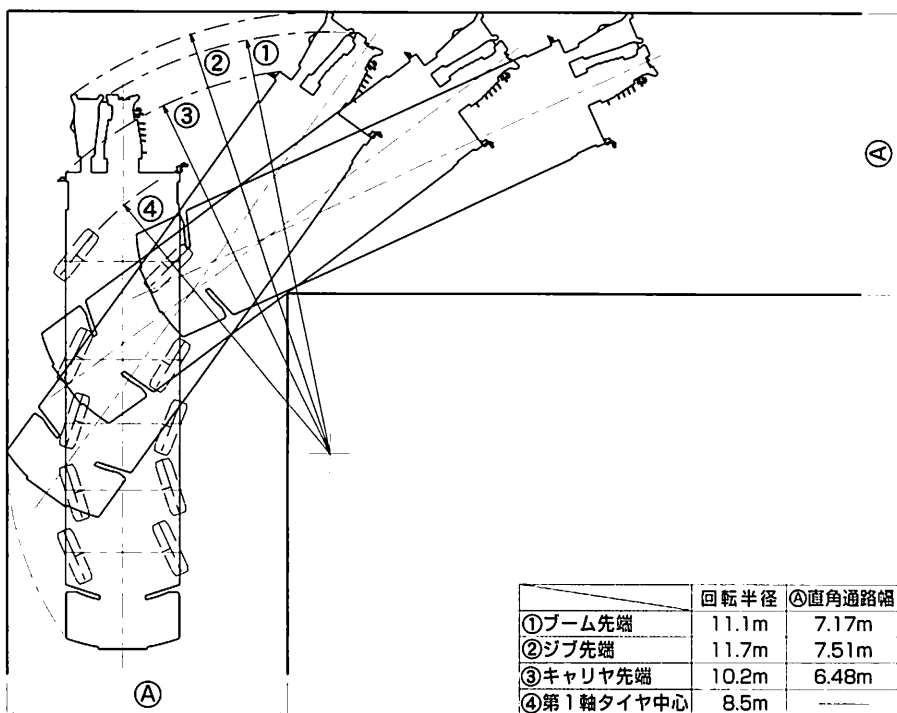 ①
②
③
④
Ⓐ
Ⓐ
回転半径 Ⓐ直角通路幅
①ブーム先端 11.1m 7.17m
②ジブ先端 11.7m 7.51m
③キャリヤ先端 10.2m 6.48m
④第1軸タイヤ中心 8.5m ——